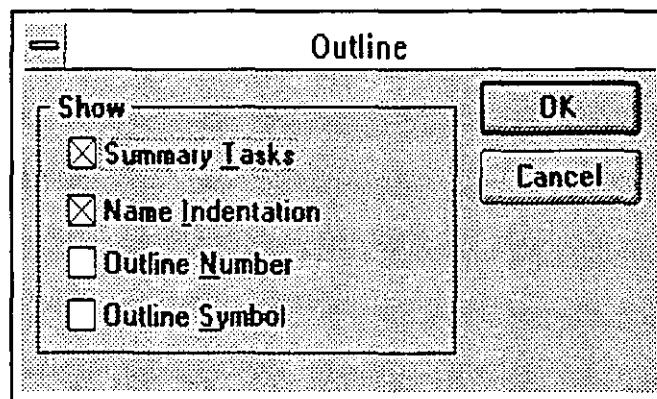 Outline
Show
OK
Summary Tasks
Cancel
Name Indentation
Outline Number
Outline Symbol